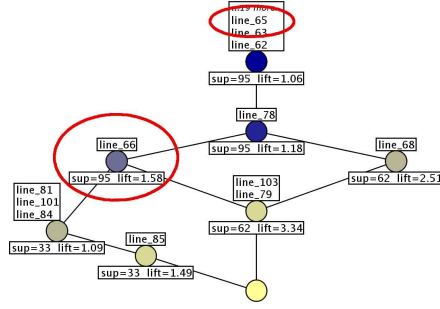 ...19 more...
line_65
line_63
line_62
sup=95 lift=1.06
line_78
sup=95 lift=1.18
line_66
sup=95 lift=1.58
line_68
sup=62 lift=2.51
line_103
line_79
sup=62 lift=3.34
line_81
line_101
line_84
sup=33 lift=1.09
line_85
sup=33 lift=1.49